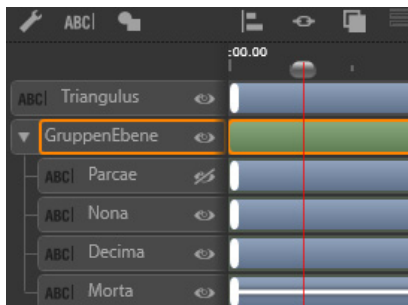 ABC
:00.00
ABC Triangulus
GruppenEbene
ABC Parcae
ABC Nona
ABC Decima
ABC Morta